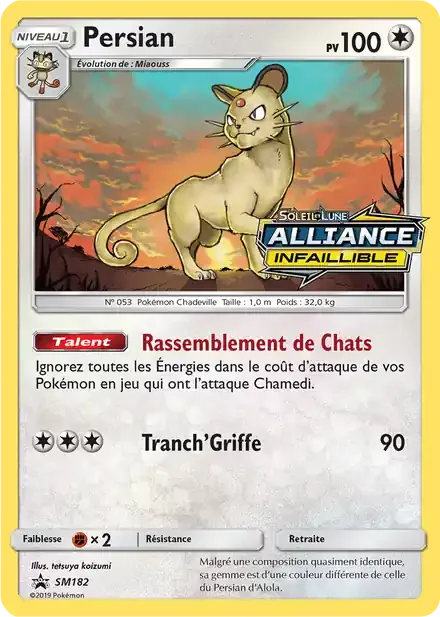 NIVEAU 1
Persian
PV 100
Évolution de : Miaouss
SOLEIL & LUNE
ALLIANCE
INFAILLIBLE
N° 053 Pokémon Chadeville Taille : 1,0 m Poids : 32,0 kg
Talent Rassemblement de Chats
Ignorez toutes les Énergies dans le coût d'attaque de vos
Pokémon en jeu qui ont l'attaque Chamedi.
Tranch'Griffe 90
Faiblesse × 2 Résistance Retraite
Illus. tetsuya koizumi
SM182
©2019 Pokémon
Malgré une composition quasiment identique,
sa gemme est d'une couleur différente de celle
du Persian d'Alola.